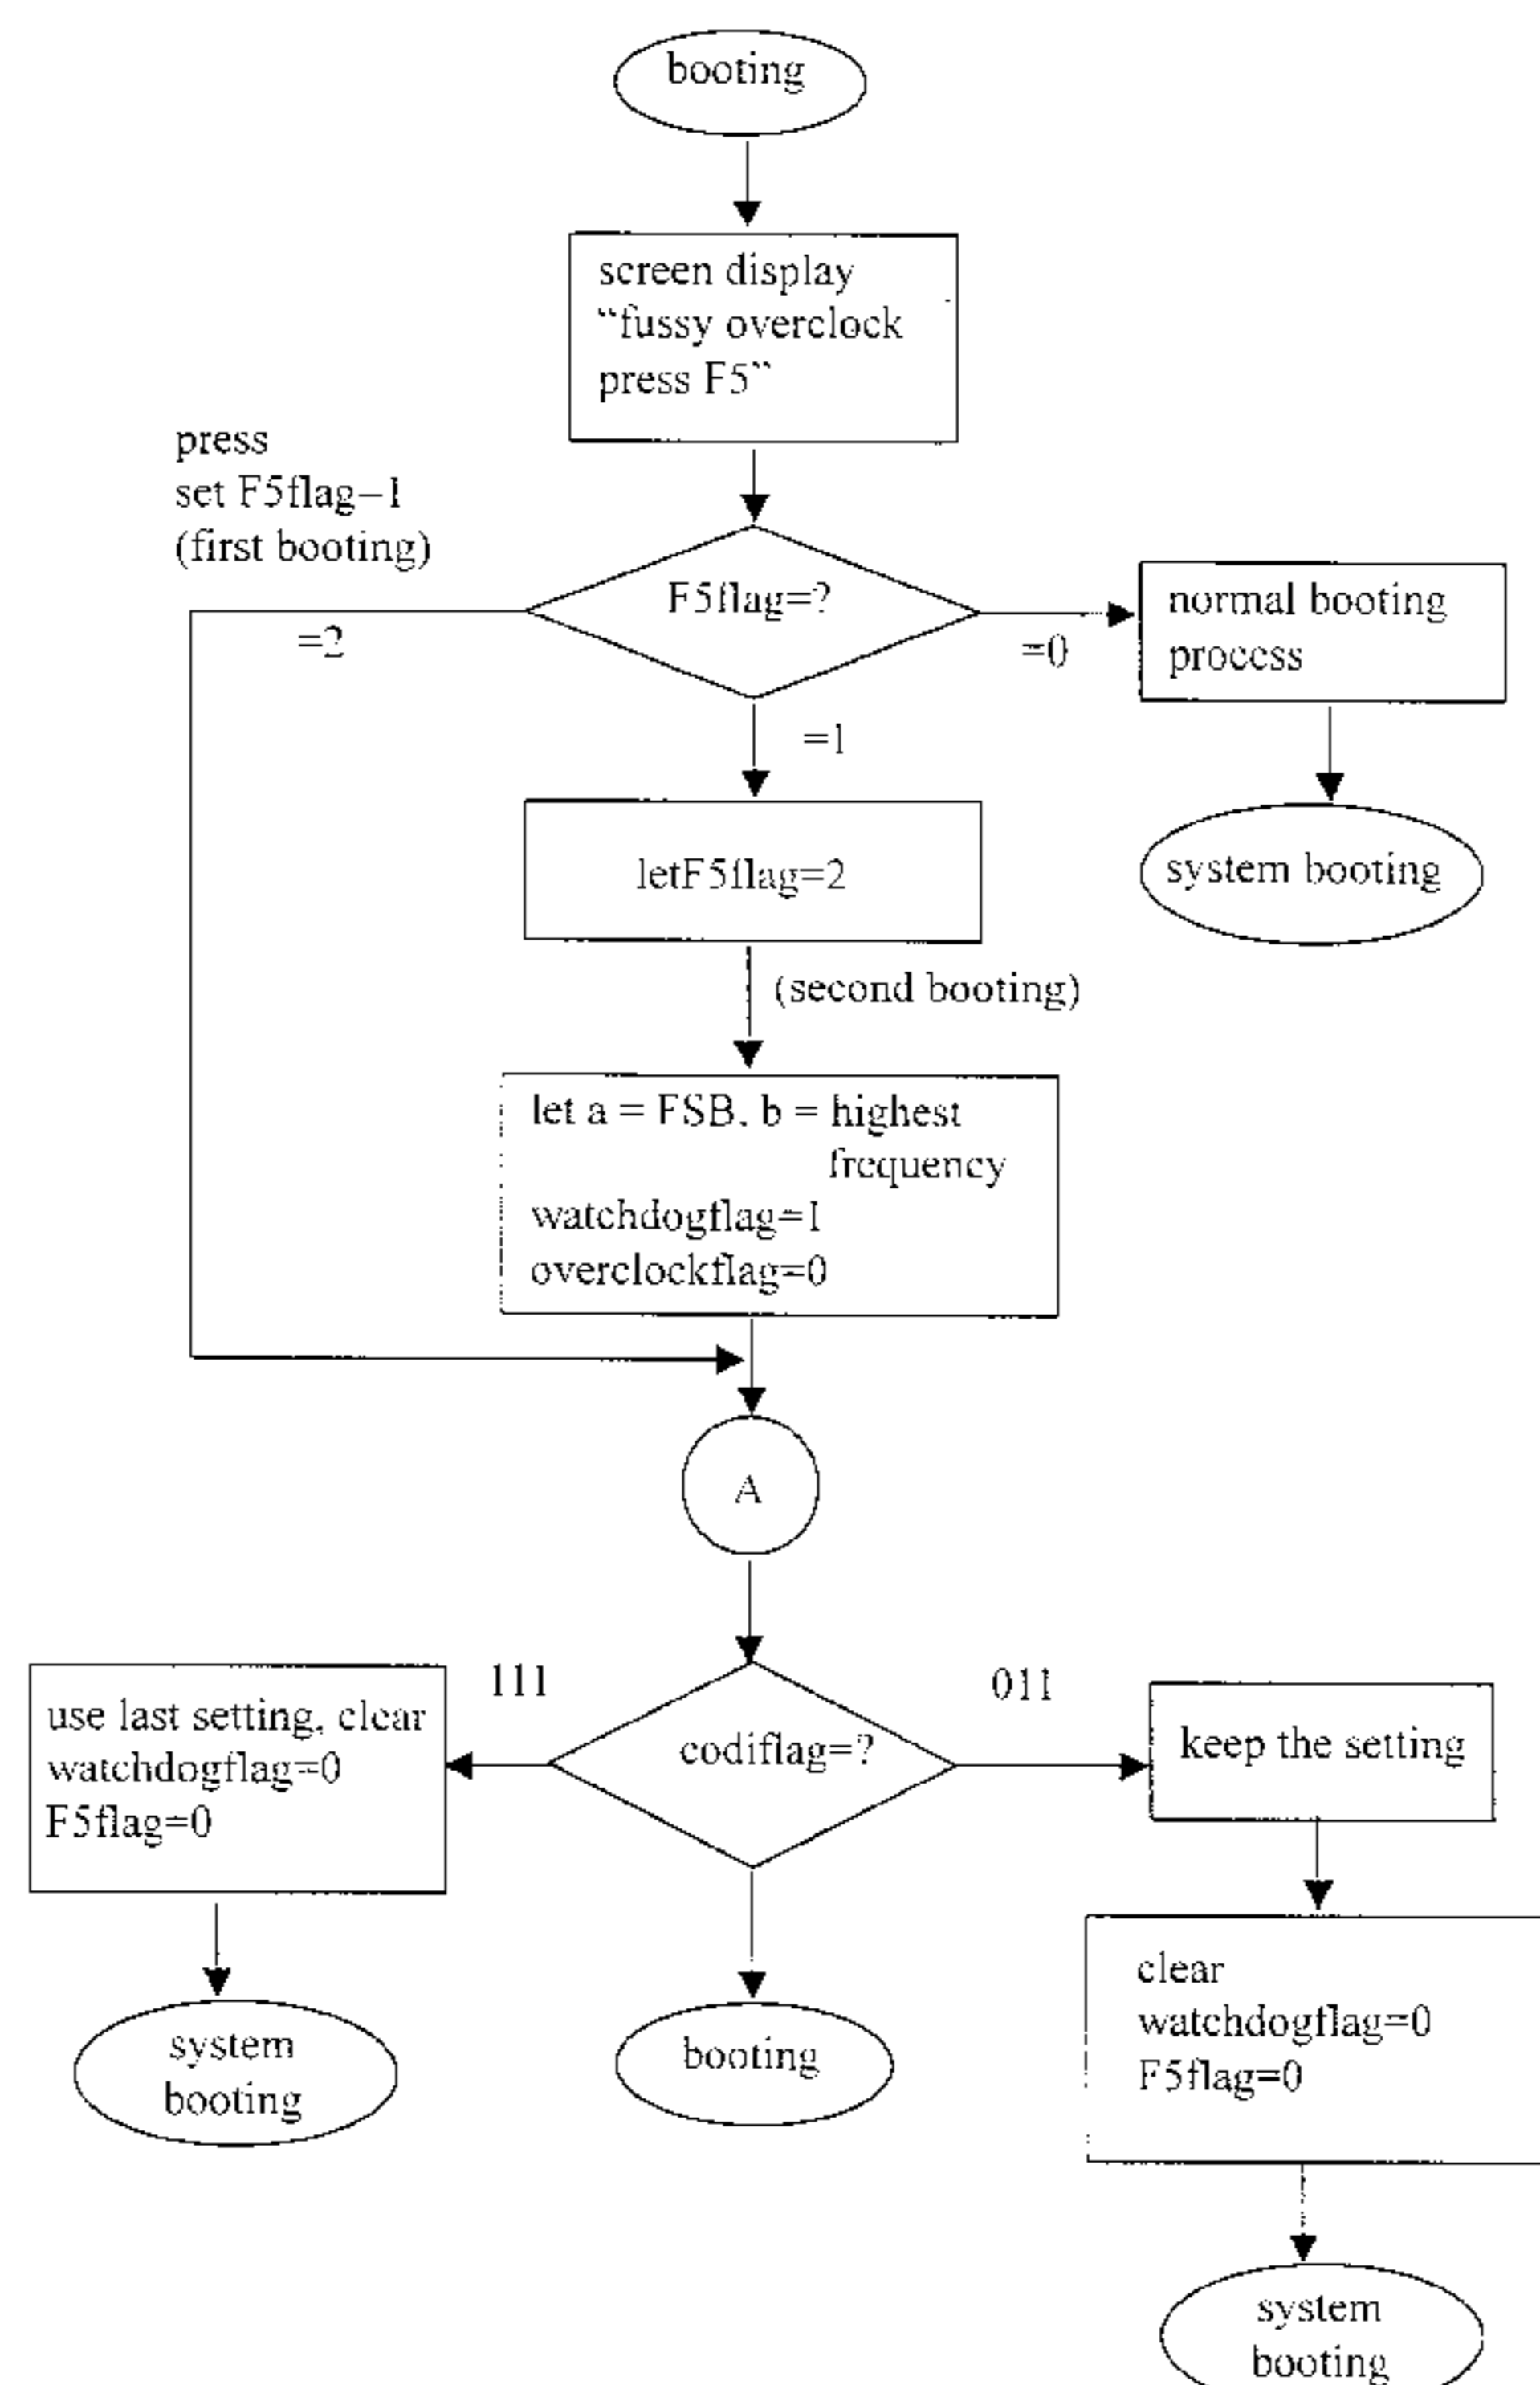 booting
screen display
“fussy overclock
press F5”
press
set F5flag=1
(first booting)
F5flag=?
=2
=0
normal booting
process
=1
system booting
letF5flag=2
(second booting)
let a = FSB, b = highest
frequency
watchdogflag=1
overclockflag=0
A
111
011
use last setting, clear
watchdogflag=0
F5flag=0
codiflag=?
keep the setting
system
booting
booting
clear
watchdogflag=0
F5flag=0
system
booting